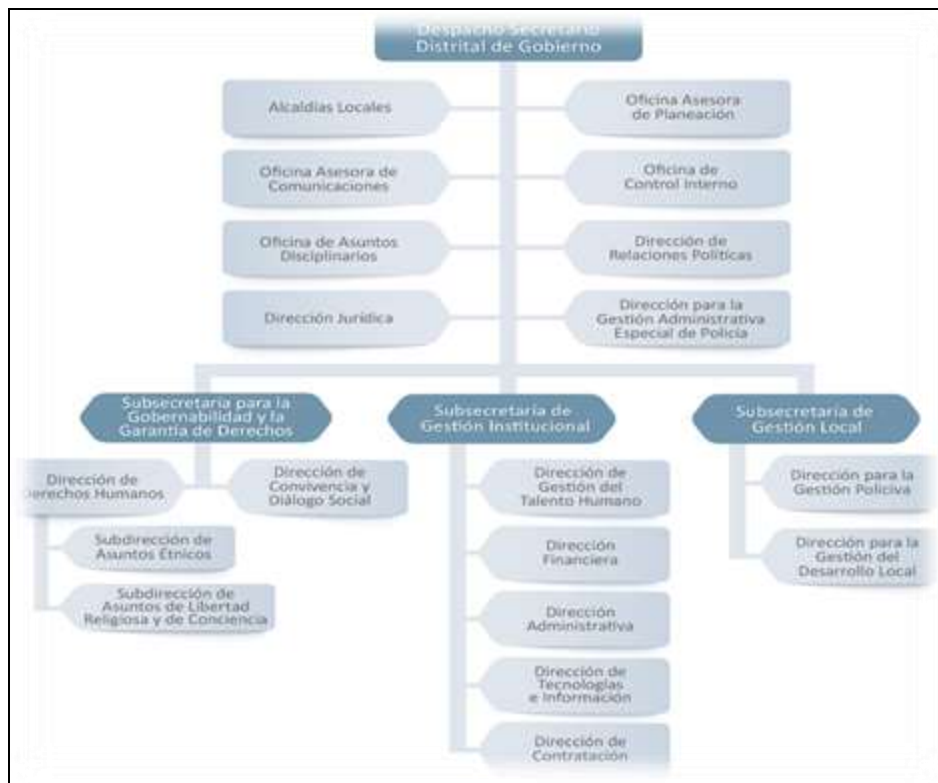 Despacho Secretario
Distrital de Gobierno
Alcaldías Locales
Oficina Asesora
de Planeación
Oficina Asesora de
Comunicaciones
Oficina de
Control Interno
Oficina de Asuntos
Disciplinarios
Dirección de
Relaciones Políticas
Dirección Jurídica
Dirección para la
Gestión Administrativa
Especial de Policía
Subsecretaría para la
Gobernabilidad y la
Garantía de Derechos
Dirección de
Derechos Humanos
Dirección de
Convivencia y
Diálogo Social
Subdirección de
Asuntos Étnicos
Subdirección de
Asuntos de Libertad
Religiosa y de Conciencia
Subsecretaría de
Gestión Institucional
Dirección de
Gestión del
Talento Humano
Dirección
Financiera
Dirección
Administrativa
Dirección de
Tecnologías
e Información
Dirección de
Contratación
Subsecretaría de
Gestión Local
Dirección para la
Gestión Policiva
Dirección para la
Gestión del
Desarrollo Local